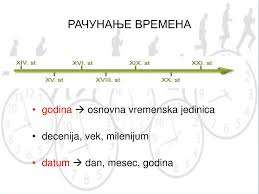 РАЧУНАЊЕ ВРЕМЕНА
XIV. st XVI. st XIX. st XXI. st
XV. st XVIII. st XX. st
• godina → osnovna vremenska jedinica
• decenija, vek, milenijum
• datum → dan, mesec, godina